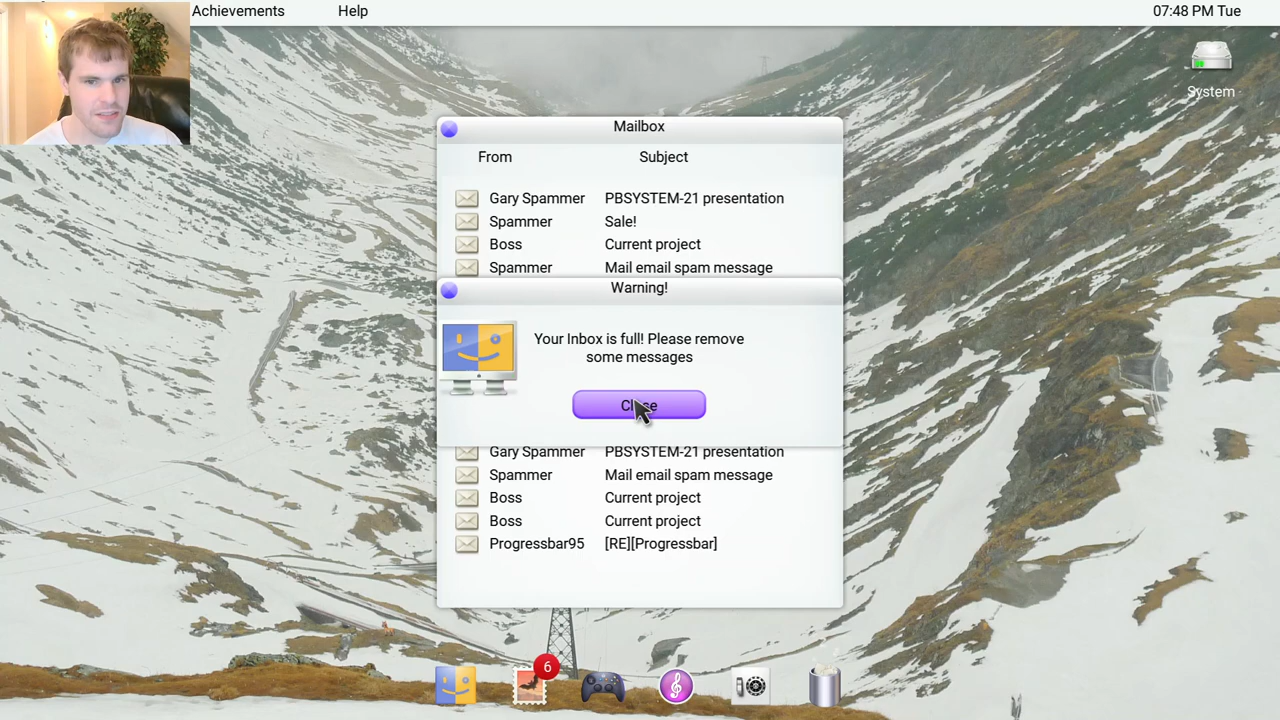 Achievements Help 07:48 PM Tue
System
Mailbox
From Subject
Gary Spammer PBSYSTEM-21 presentation
Spammer Sale!
Boss Current project
Spammer Mail email spam message
Warning!
Your Inbox is full! Please remove
some messages
Close
Gary Spammer PBSYSTEM-21 presentation
Spammer Mail email spam message
Boss Current project
Boss Current project
Progressbar95 [RE][Progressbar]
6